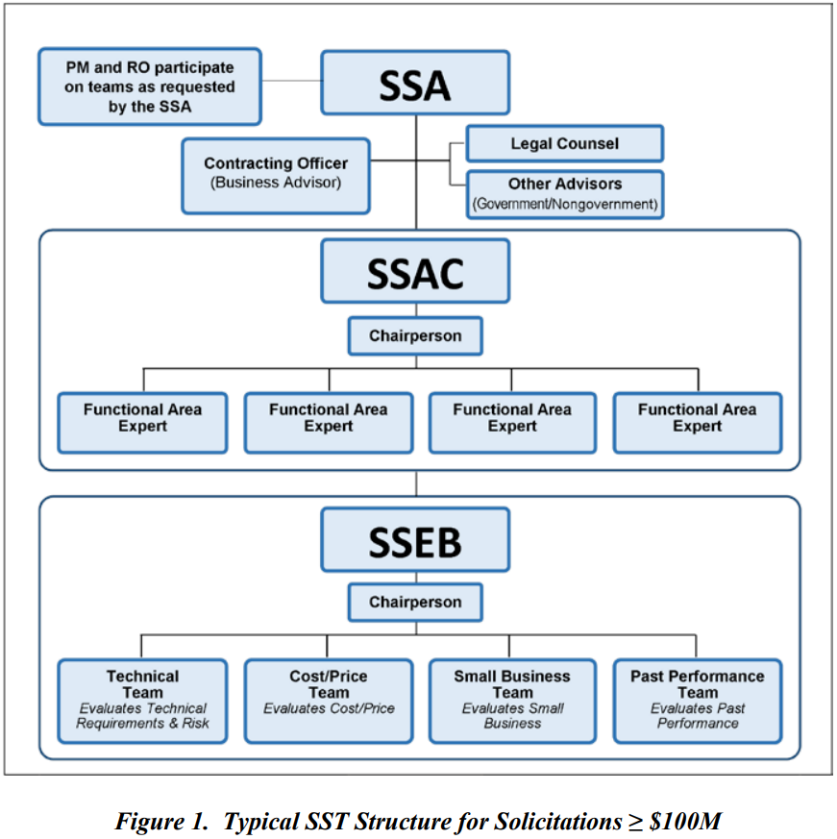 PM and RO participate
on teams as requested
by the SSA
SSA
Contracting Officer
(Business Advisor)
Legal Counsel
Other Advisors
(Government/Nongovernment)
SSAC
Chairperson
Functional Area
Expert
Functional Area
Expert
Functional Area
Expert
Functional Area
Expert
SSEB
Chairperson
Technical
Team
Evaluates Technical
Requirements & Risk
Cost/Price
Team
Evaluates Cost/Price
Small Business
Team
Evaluates Small
Business
Past Performance
Team
Evaluates Past
Performance
Figure 1. Typical SST Structure for Solicitations ≥ $100M